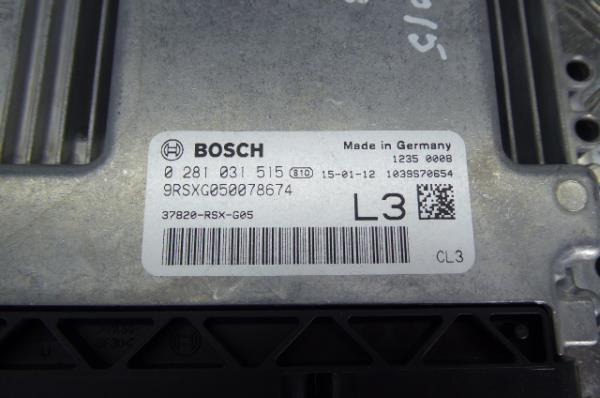 2015
BOSCH Made in Germany
1235 0008
0 281 031 515 810 15-01-12 1039S70654
9RSXG050078674
37820-RSX-G05 L3
CL3